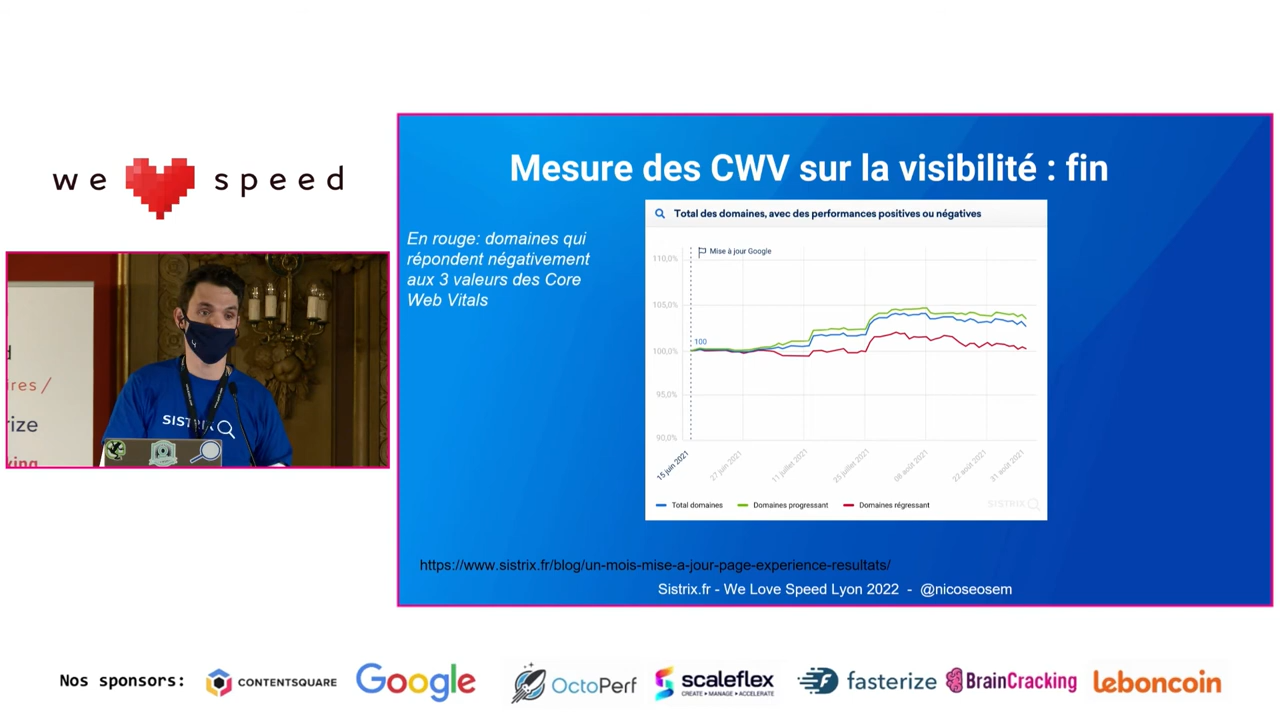 we speed
Mesure des CWV sur la visibilité : fin
En rouge: domaines qui
répondent négativement
aux 3 valeurs des Core
Web Vitals
Total des domaines, avec des performances positives ou négatives
Mise à jour Google
110,0%
105,0%
100
100,0%
95,0%
90,0%
15 juin 2021
27 juin 2021
11 juillet 2021
25 juillet 2021
08 août 2021
22 août 2021
31 août 2021
Total domaines
Domaines progressant
Domaines régressant
SISTRIX
https://www.sistrix.fr/blog/un-mois-mise-a-jour-page-experience-resultats/
Sistrix.fr - We Love Speed Lyon 2022 - @nicoseosem
ires /
rize
SISTRIX
Nos sponsors:
CONTENTSQUARE
Google
OctoPerf
scaleflex
CREATE • MANAGE • ACCELERATE
fasterize
BrainCracking
leboncoin